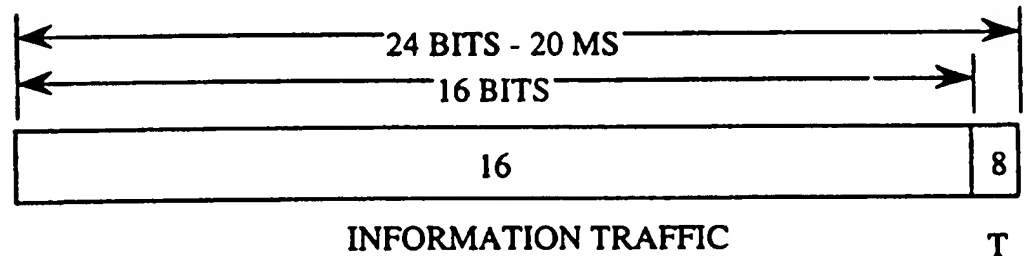 24 BITS - 20 MS
16 BITS
16 8
INFORMATION TRAFFIC T